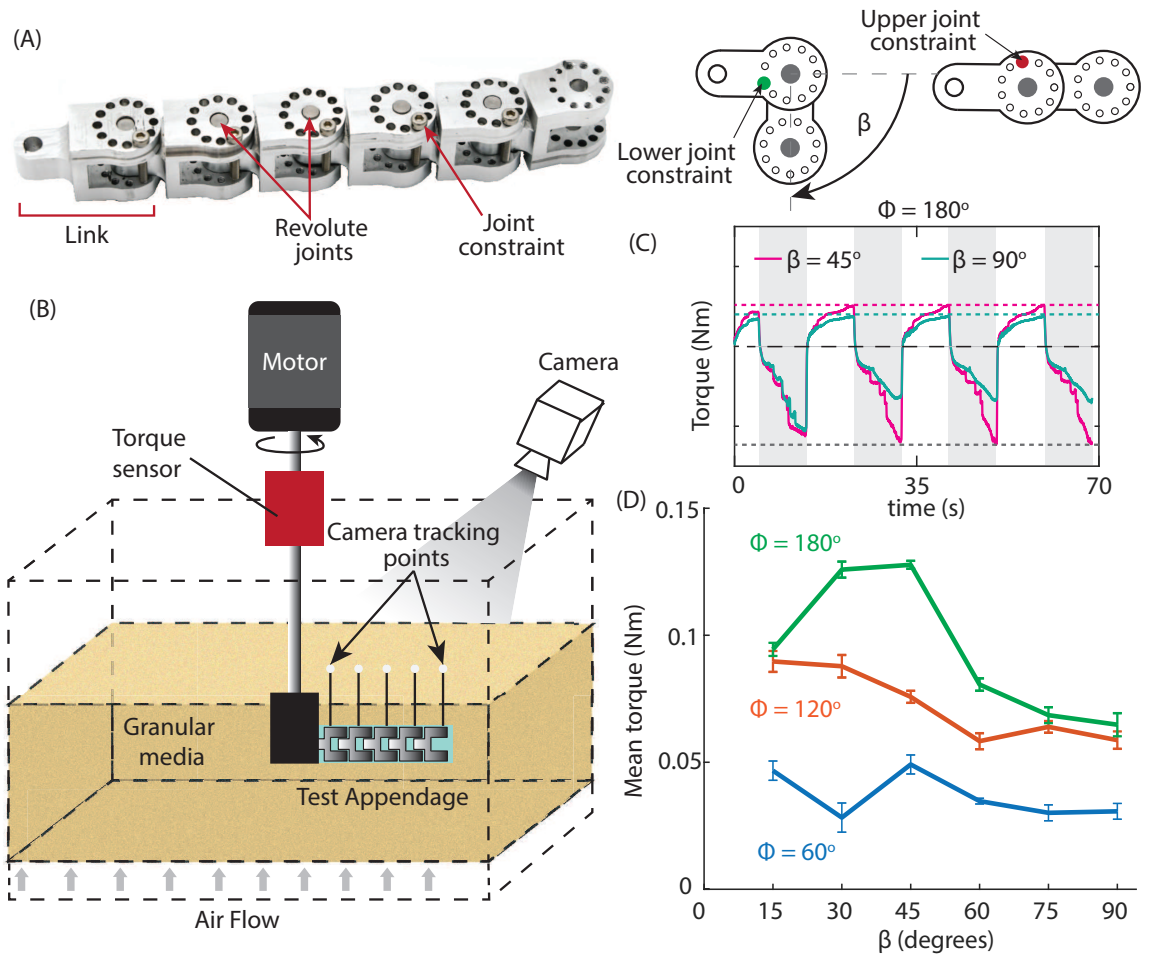 (A)
Link
Revolute
joints
Joint
constraint
Upper joint
constraint
Lower joint
constraint
β
(B)
Motor
Torque
sensor
Camera
Camera tracking
points
Granular
media
Test Appendage
Air Flow
(C)
Φ = 180°
β = 45°
β = 90°
Torque (Nm)
0
35
70
time (s)
(D)
0.15
0.1
0.05
0
Mean torque (Nm)
Φ = 180°
Φ = 120°
Φ = 60°
0
15
30
45
60
75
90
β (degrees)